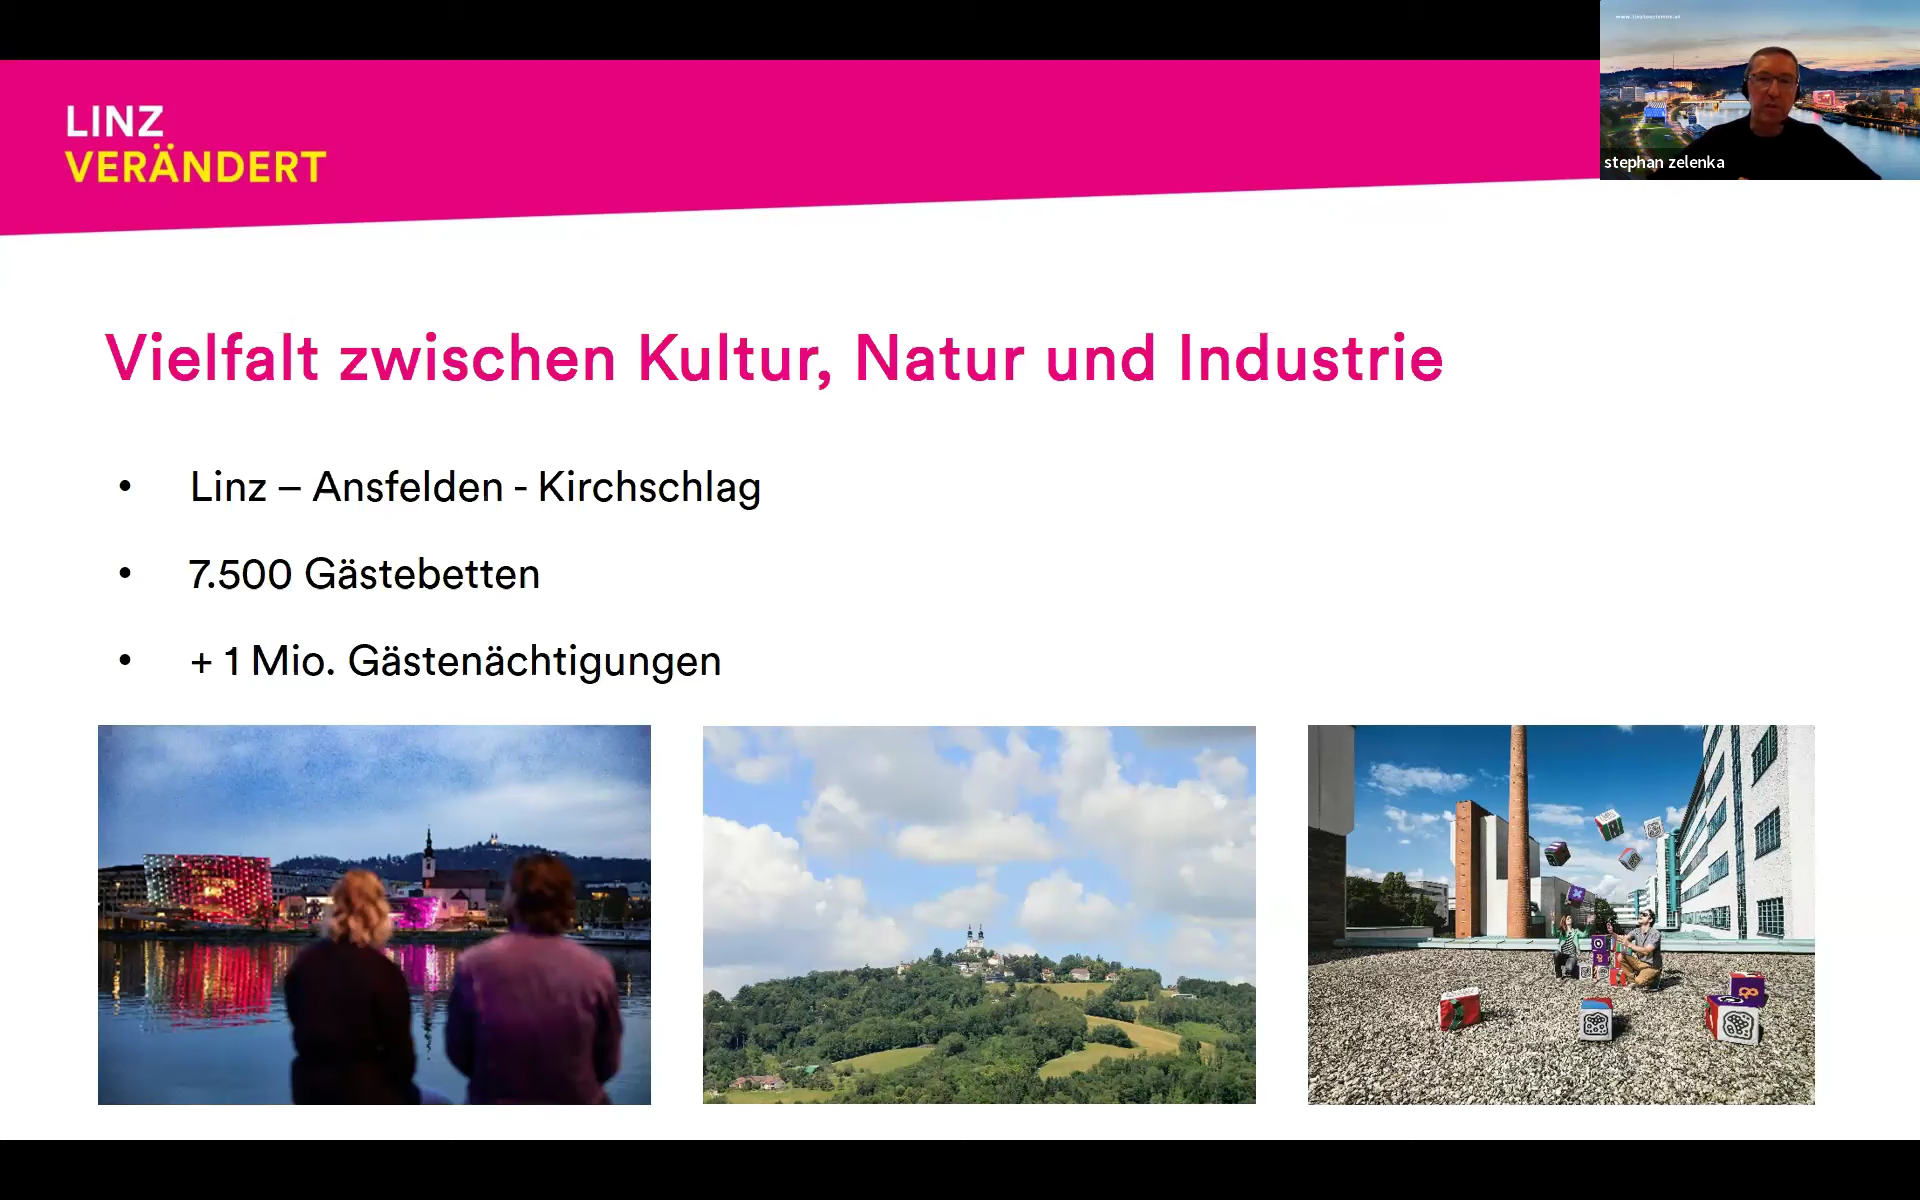 LINZ
VERÄNDERT
stephan zelenka
Vielfalt zwischen Kultur, Natur und Industrie
• Linz – Ansfelden - Kirchschlag
• 7.500 Gästebetten
• + 1 Mio. Gästenächtigungen